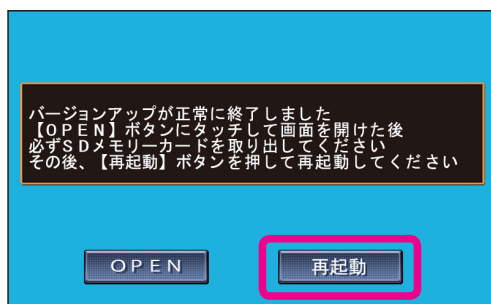 バージョンアップが正常に終了しました
【OPEN】ボタンにタッチして画面を開けた後
必ずSDメモリーカードを取り出してください
その後、【再起動】ボタンを押して再起動してください
OPEN
再起動